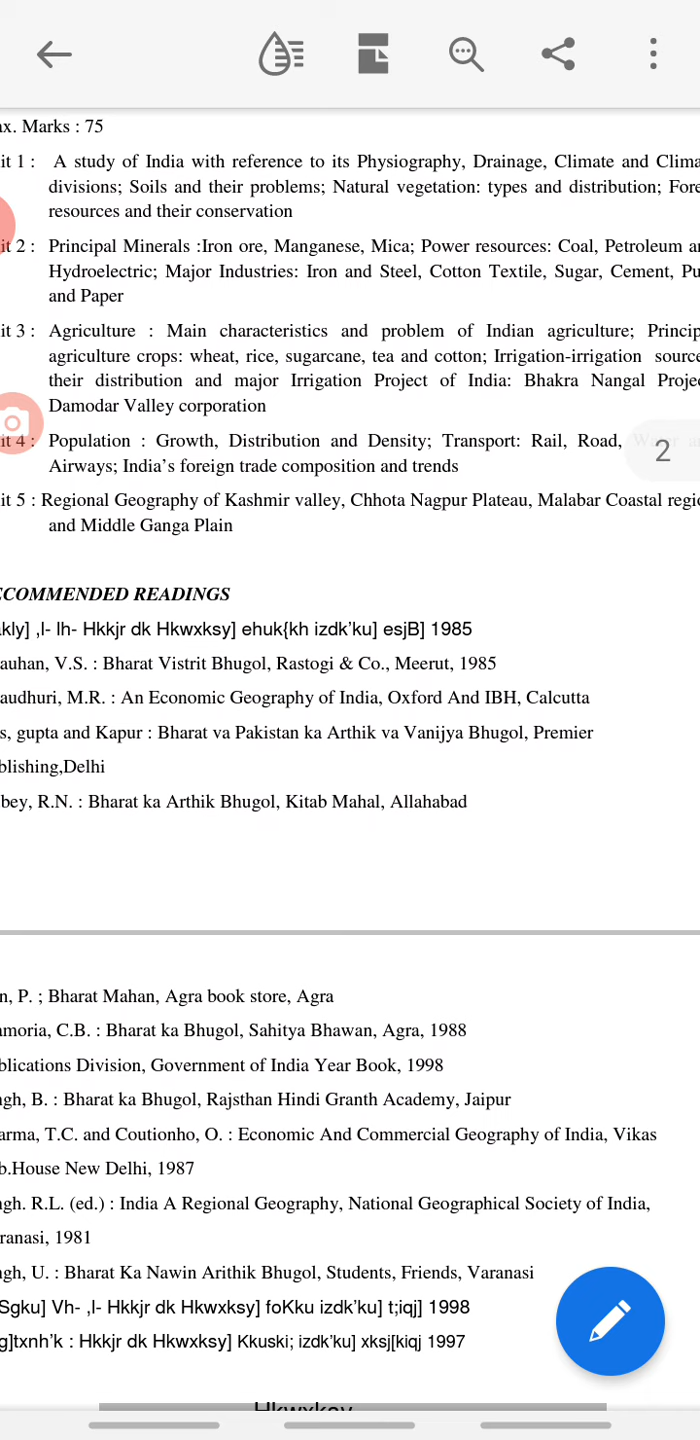 ax. Marks : 75
it 1 : A study of India with reference to its Physiography, Drainage, Climate and Clima
divisions; Soils and their problems; Natural vegetation: types and distribution; Fore
resources and their conservation
it 2 : Principal Minerals :Iron ore, Manganese, Mica; Power resources: Coal, Petroleum an
Hydroelectric; Major Industries: Iron and Steel, Cotton Textile, Sugar, Cement, Pu
and Paper
it 3 : Agriculture : Main characteristics and problem of Indian agriculture; Princip
agriculture crops: wheat, rice, sugarcane, tea and cotton; Irrigation-irrigation source
their distribution and major Irrigation Project of India: Bhakra Nangal Projec
Damodar Valley corporation
it 4 : Population : Growth, Distribution and Density; Transport: Rail, Road,
2
Airways; India's foreign trade composition and trends
it 5 : Regional Geography of Kashmir valley, Chhota Nagpur Plateau, Malabar Coastal regio
and Middle Ganga Plain
ECOMMENDED READINGS
akly] ,l- lh- Hkkjr dk Hkwxksy] ehuk{kh izdk'ku] esjB] 1985
auhan, V.S. : Bharat Vistrit Bhugol, Rastogi & Co., Meerut, 1985
audhuri, M.R. : An Economic Geography of India, Oxford And IBH, Calcutta
s, gupta and Kapur : Bharat va Pakistan ka Arthik va Vanijya Bhugol, Premier
blishing,Delhi
bey, R.N. : Bharat ka Arthik Bhugol, Kitab Mahal, Allahabad
n, P. ; Bharat Mahan, Agra book store, Agra
amoria, C.B. : Bharat ka Bhugol, Sahitya Bhawan, Agra, 1988
blications Division, Government of India Year Book, 1998
ngh, B. : Bharat ka Bhugol, Rajsthan Hindi Granth Academy, Jaipur
arma, T.C. and Coutionho, O. : Economic And Commercial Geography of India, Vikas
b.House New Delhi, 1987
ngh. R.L. (ed.) : India A Regional Geography, National Geographical Society of India,
ranasi, 1981
ngh, U. : Bharat Ka Nawin Arithik Bhugol, Students, Friends, Varanasi
Sgku] Vh- ,l- Hkkjr dk Hkwxksy] foKku izdk'ku] t;iqj] 1998
g]txnh'k : Hkkjr dk Hkwxksy] Kkuski; izdk'ku] xksj[kiqj 1997
Hkwxksy